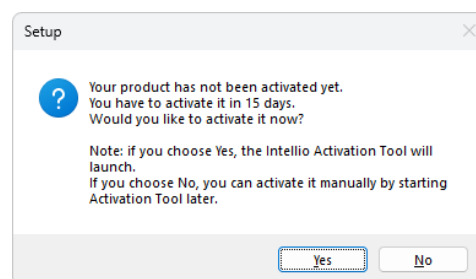 Setup
Your product has not been activated yet.
You have to activate it in 15 days.
Would you like to activate it now?
Note: if you choose Yes, the Intellio Activation Tool will
launch.
If you choose No, you can activate it manually by starting
Activation Tool later.
Yes
No